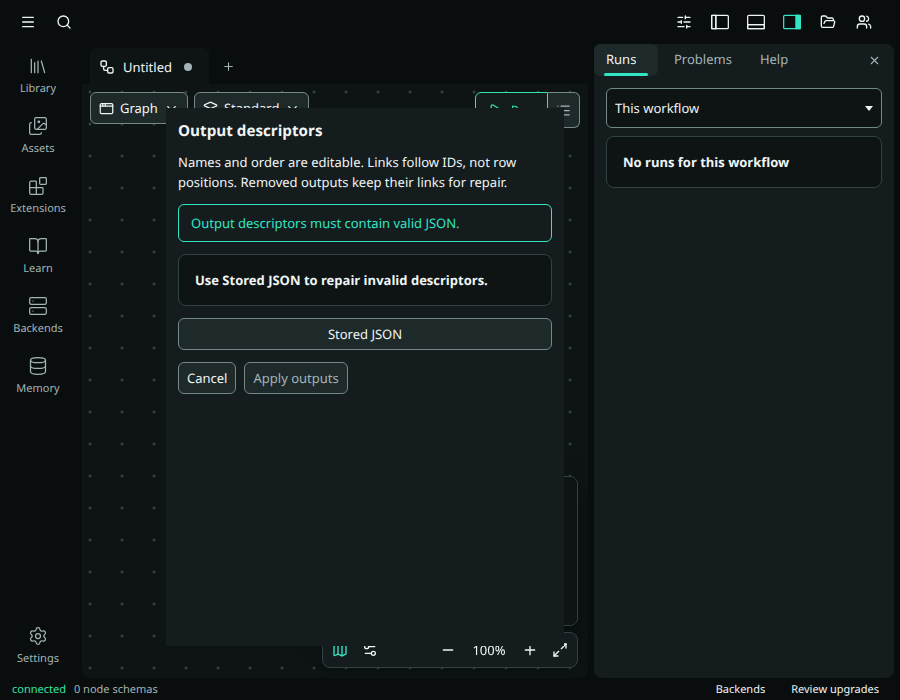 Untitled
Runs
Problems
Help
Library
Assets
Extensions
Learn
Backends
Memory
Settings
Graph
Standard
Output descriptors
Names and order are editable. Links follow IDs, not row
positions. Removed outputs keep their links for repair.
Output descriptors must contain valid JSON.
Use Stored JSON to repair invalid descriptors.
Stored JSON
Cancel
Apply outputs
100%
This workflow
No runs for this workflow
connected
0 node schemas
Backends
Review upgrades